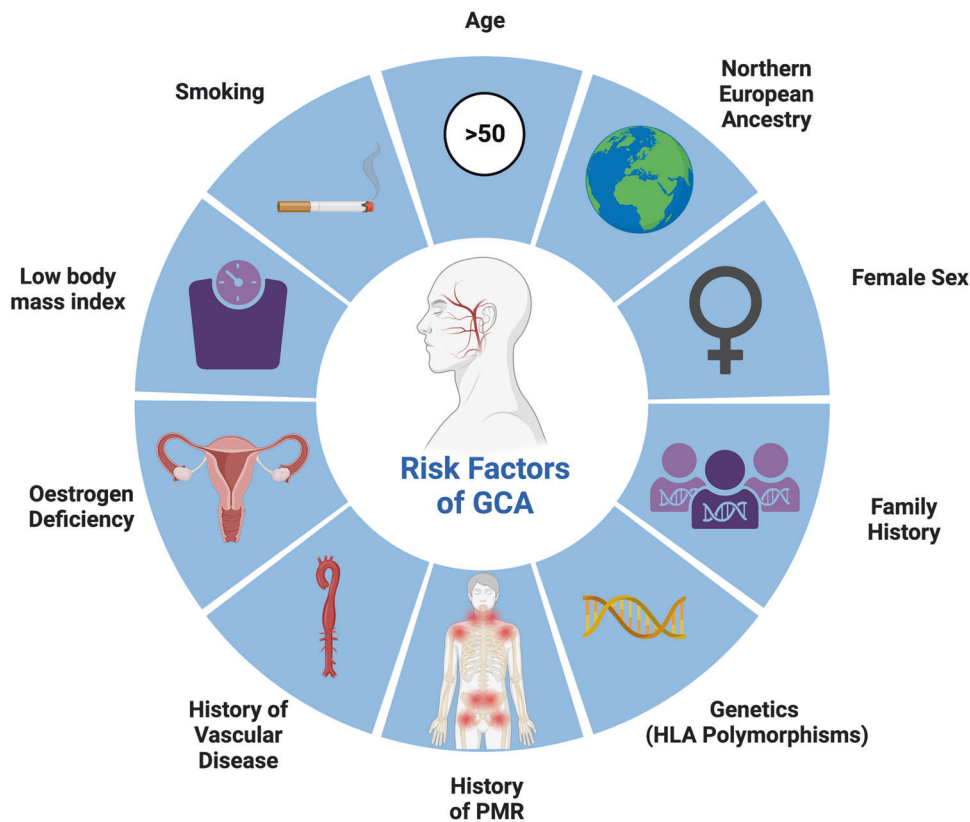 Age
>50
Northern
European
Ancestry
Female Sex
Family
History
Genetics
(HLA Polymorphisms)
History
of PMR
History of
Vascular
Disease
Oestrogen
Deficiency
Low body
mass index
Smoking
Risk Factors
of GCA